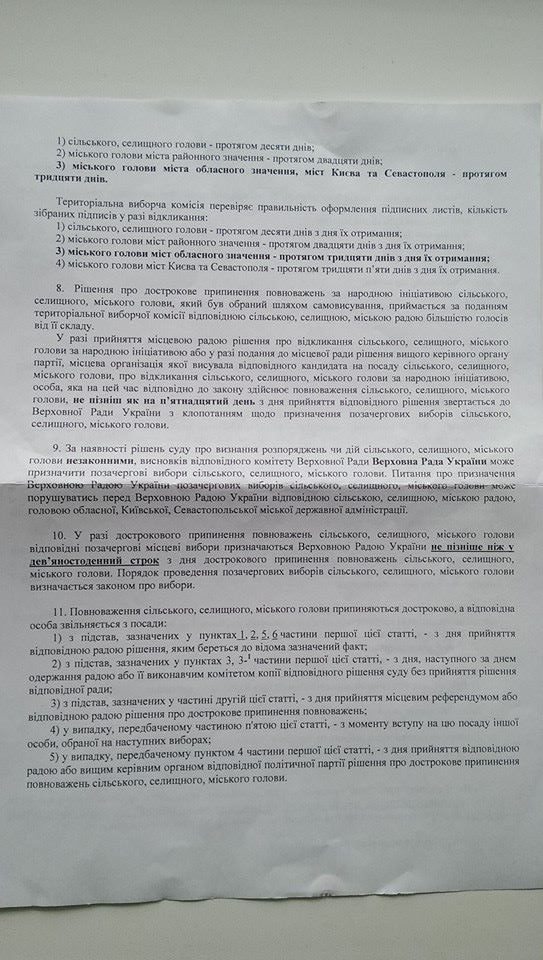 1) сільського, селищного голови - протягом десяти днів;
2) міського голови міста районного значення - протягом двадцяти днів;
3) міського голови міста обласного значення, міст Києва та Севастополя - протягом
тридцяти днів.
Територіальна виборча комісія перевіряє правильність оформлення підписних листів, кількість
зібраних підписів у разі відкликання:
1) сільського, селищного голови - протягом десяти днів з дня їх отримання;
2) міського голови міст районного значення - протягом двадцяти днів з дня їх отримання;
3) міського голови міст обласного значення - протягом тридцяти днів з дня їх отримання;
4) міського голови міст Києва та Севастополя - протягом тридцяти п'яти днів з дня їх отримання.
8. Рішення про дострокове припинення повноважень за народною ініціативою сільського,
селищного, міського голови, який був обраний шляхом самовисування, приймається за поданням
територіальної виборчої комісії відповідною сільською, селищною, міською радою більшістю голосів
від її складу.
У разі прийняття місцевою радою рішення про відкликання сільського, селищного, міського
голови за народною ініціативою або у разі подання до місцевої ради рішення вищого керівного органу
партії, місцева організація якої висувала відповідного кандидата на посаду сільського, селищного,
міського голови, про відкликання сільського, селищного, міського голови за народною ініціативою,
особа, яка на цей час відповідно до закону здійснює повноваження сільського, селищного, міського
голови, не пізніш як на п'ятнадцятий день з дня прийняття відповідного рішення звертається до
Верховної Ради України з клопотанням щодо призначення позачергових виборів сільського,
селищного, міського голови.
9. За наявності рішень суду про визнання розпоряджень чи дій сільського, селищного, міського
голови незаконними, висновків відповідного комітету Верховної Ради Верховна Рада України може
призначити позачергові вибори сільського, селищного, міського голови. Питання про призначення
Верховною Радою України позачергових виборів сільського, селищного, міського голови може
порушуватись перед Верховною Радою України відповідною сільською, селищною, міською радою,
головою обласної, Київської, Севастопольської міської державної адміністрації.
10. У разі дострокового припинення повноважень сільського, селищного, міського голови
відповідні позачергові місцеві вибори призначаються Верховною Радою України не пізніше ніж у
дев'яностоденний строк з дня дострокового припинення повноважень сільського, селищного,
міського голови. Порядок проведення позачергових виборів сільського, селищного, міського голови
визначається законом про вибори.
11. Повноваження сільського, селищного, міського голови припиняються достроково, а відповідна
особа звільняється з посади:
1) з підстав, зазначених у пунктах 1, 2, 5, 6 частини першої цієї статті, - з дня прийняття
відповідною радою рішення, яким береться до відома зазначений факт;
2) з підстав, зазначених у пунктах 3, 3-1 частини першої цієї статті, - з дня, наступного за днем
одержання радою або її виконавчим комітетом копії відповідного рішення суду без прийняття рішення
відповідної ради;
3) з підстав, зазначених у частині другій цієї статті, - з дня прийняття місцевим референдумом або
відповідною радою рішення про дострокове припинення повноважень;
4) у випадку, передбаченому частиною п'ятою цієї статті, - з моменту вступу на цю посаду іншої
особи, обраної на наступних виборах;
5) у випадку, передбаченому пунктом 4 частини першої цієї статті, - з дня прийняття відповідною
радою або вищим керівним органом відповідної політичної партії рішення про дострокове припинення
повноважень сільського, селищного, міського голови.